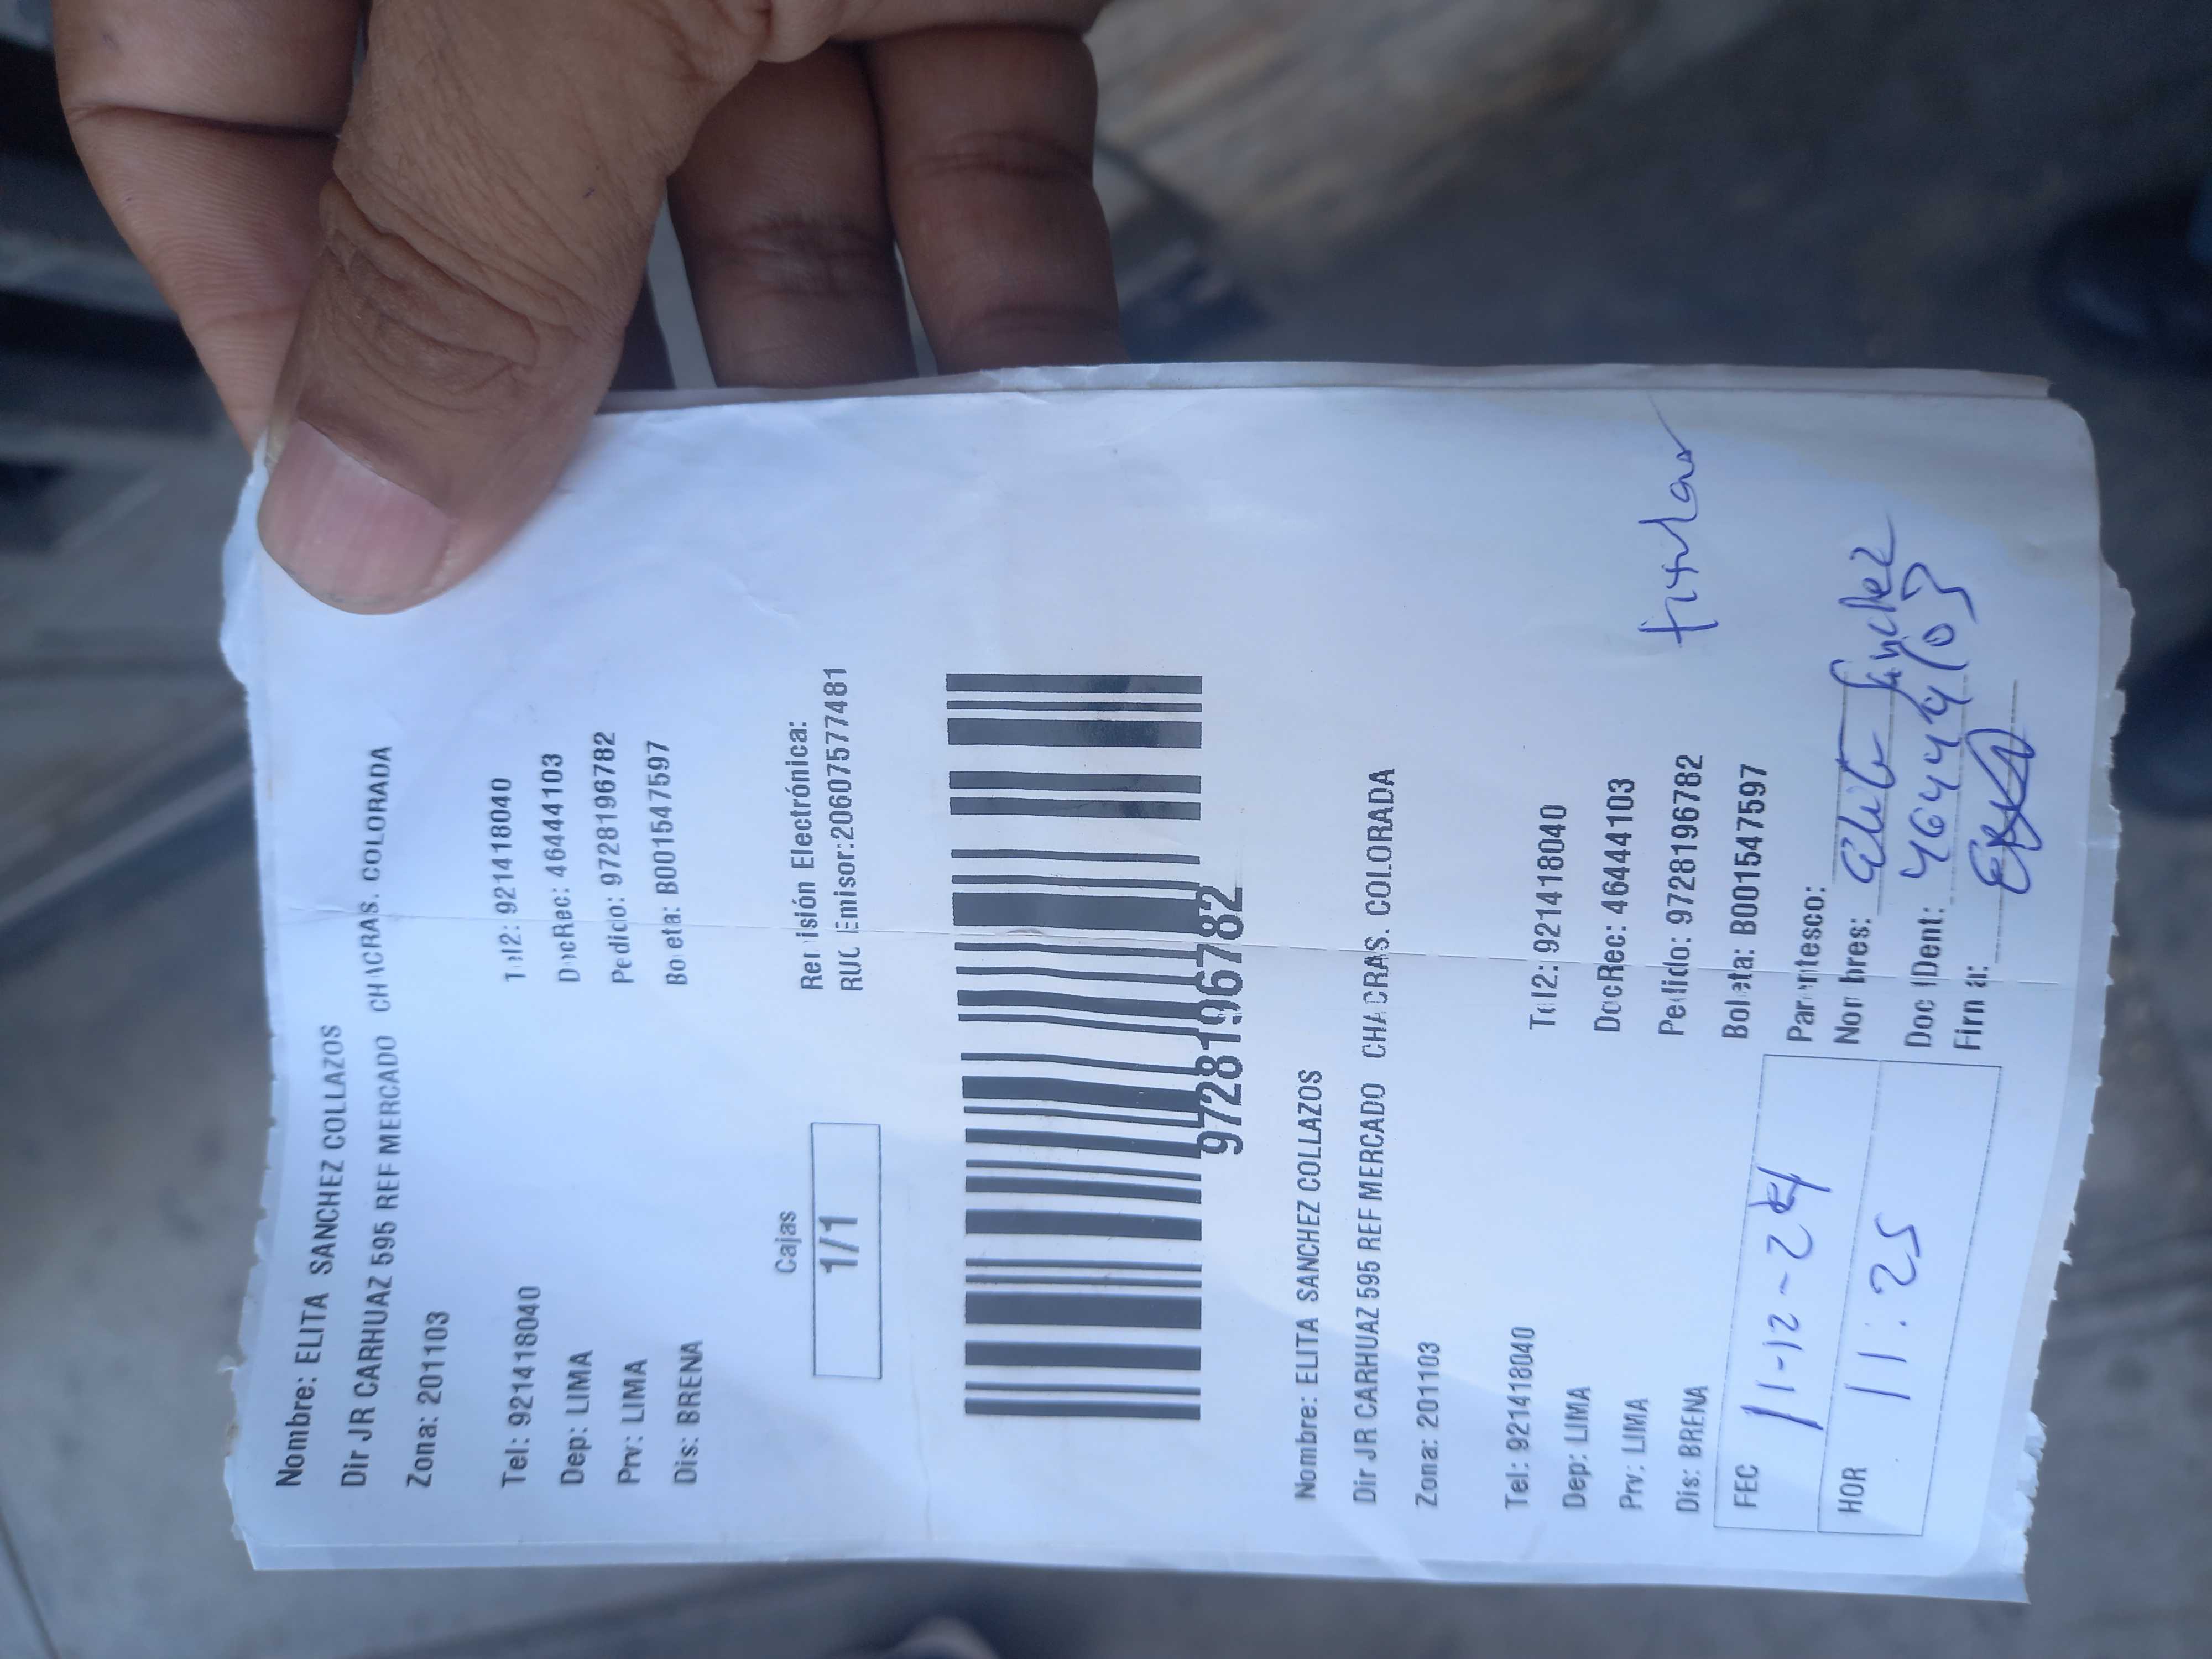 Nombre: ELITA SANCHEZ COLLAZOS
Dir JR CARHUAZ 595 REF MERCADO CHACRAS. COLORADA
Zona: 201103
Tel: 921418040 Tel2: 921418040
Dep: LIMA DocRec: 46444103
Prv: LIMA Pedido: 9728196782
Dis: BRENA Boleta: B001547597
Cajas Remisión Electrónica:
1/1 RUC Emisor:20607577481
9728196782
Nombre: ELITA SANCHEZ COLLAZOS
Dir JR CARHUAZ 595 REF MERCADO CHACRAS. COLORADA
Zona: 201103
Tel: 921418040 Tel2: 921418040
Dep: LIMA DocRec: 46444103
Prv: LIMA Pedido: 9728196782
Dis: BRENA Boleta: B001547597
FEC 11-12-24 Parentesco: titular
HOR 11:25 Nombres: Elita Sanchez
Doc IDent: 46444103
Firma: